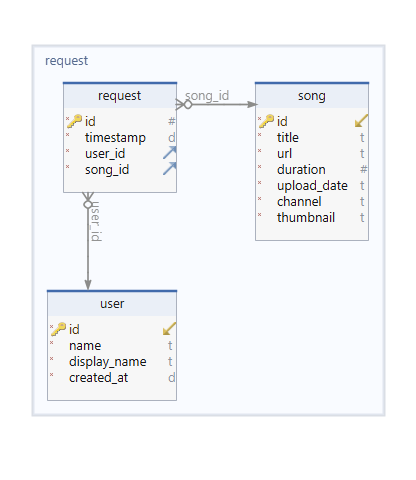 request
request
id #
timestamp d
user_id
song_id
song_id
song
id
title t
url t
duration #
upload_date t
channel t
thumbnail t
user_id
user
id
name t
display_name t
created_at d